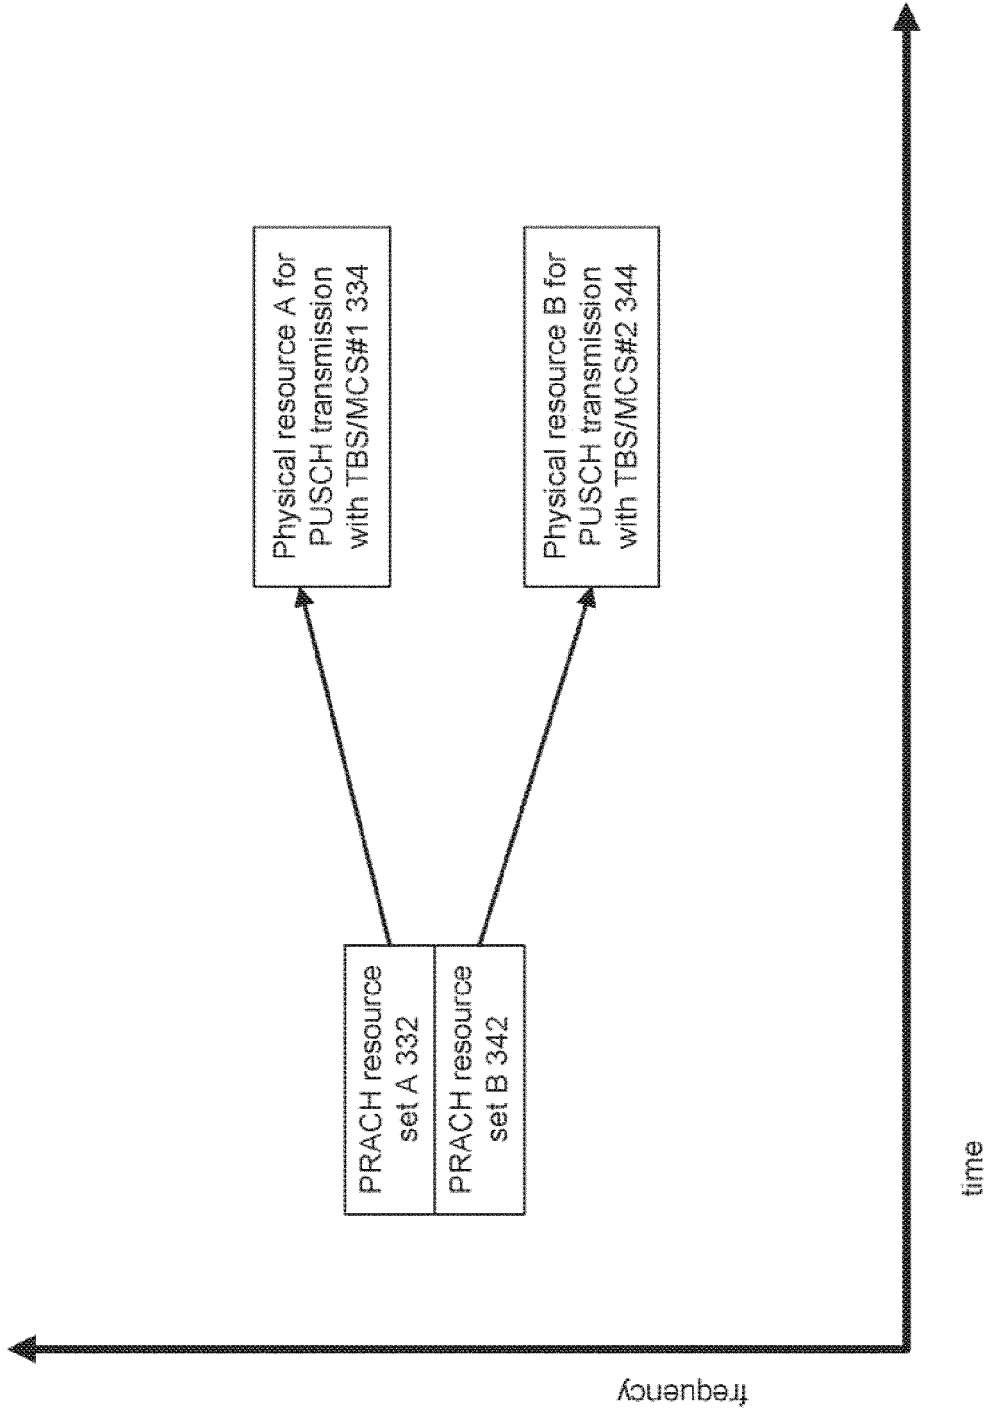 frequency
PRACH resource
set A 332
PRACH resource
set B 342
Physical resource A for
PUSCH transmission
with TBS/MCS#1 334
Physical resource B for
PUSCH transmission
with TBS/MCS#2 344
time